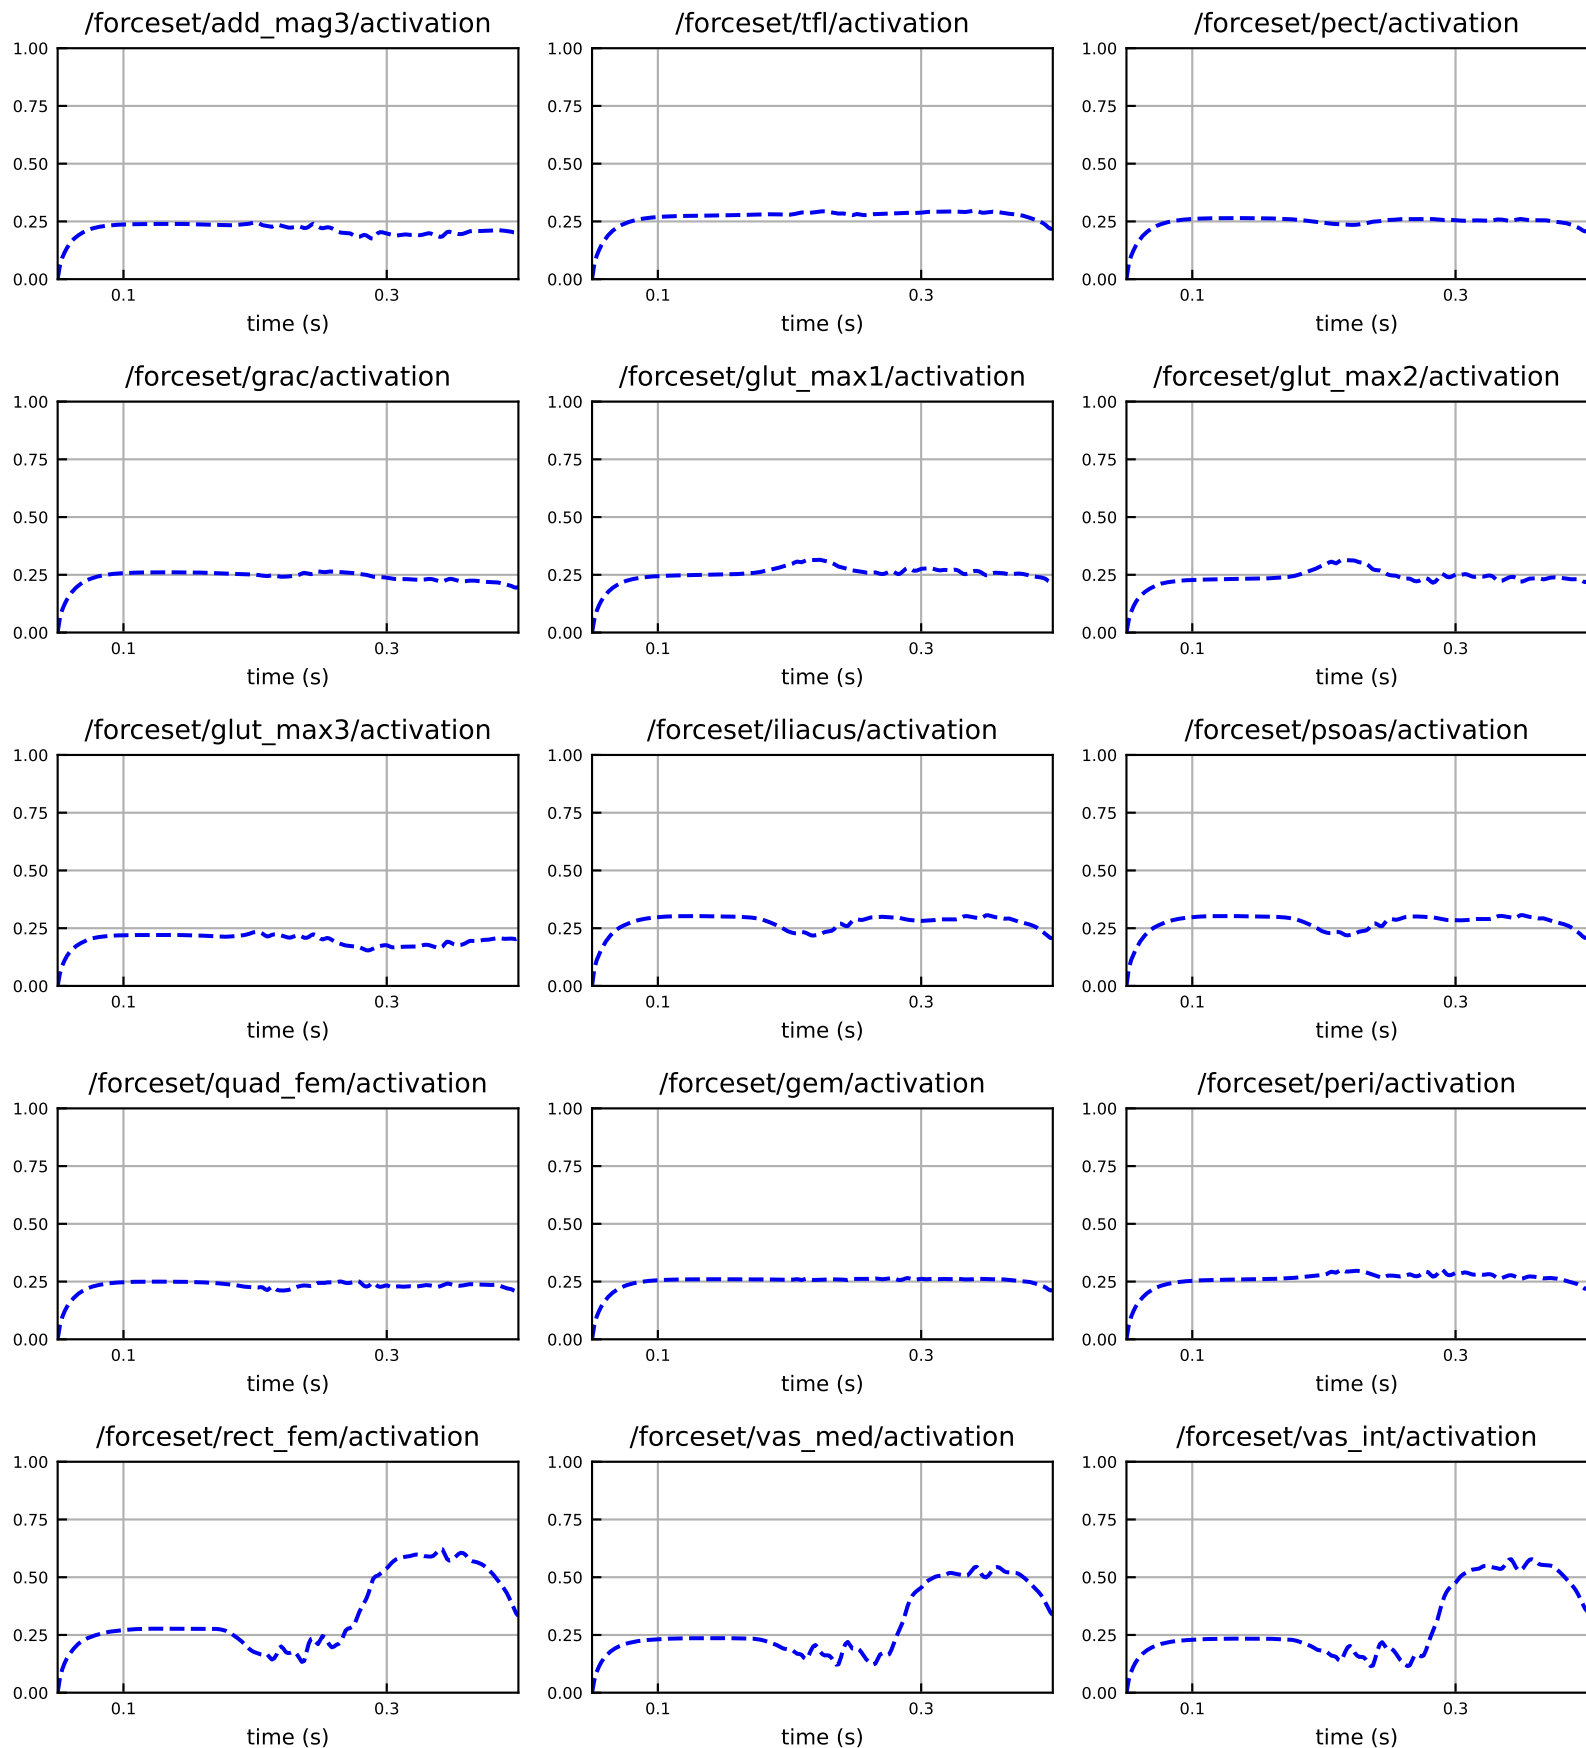 /forceset/add_mag3/activation /forceset/tfl/activation /forceset/pect/activation
1.00 1.00 1.00
0.75 0.75 0.75
0.50 0.50 0.50
0.25 0.25 0.25
0.00 0.00 0.00
0.1 0.3 0.1 0.3 0.1 0.3
time (s) time (s) time (s)
/forceset/grac/activation /forceset/glut_max1/activation /forceset/glut_max2/activation
1.00 1.00 1.00
0.75 0.75 0.75
0.50 0.50 0.50
0.25 0.25 0.25
0.00 0.00 0.00
0.1 0.3 0.1 0.3 0.1 0.3
time (s) time (s) time (s)
/forceset/glut_max3/activation /forceset/iliacus/activation /forceset/psoas/activation
1.00 1.00 1.00
0.75 0.75 0.75
0.50 0.50 0.50
0.25 0.25 0.25
0.00 0.00 0.00
0.1 0.3 0.1 0.3 0.1 0.3
time (s) time (s) time (s)
/forceset/quad_fem/activation /forceset/gem/activation /forceset/peri/activation
1.00 1.00 1.00
0.75 0.75 0.75
0.50 0.50 0.50
0.25 0.25 0.25
0.00 0.00 0.00
0.1 0.3 0.1 0.3 0.1 0.3
time (s) time (s) time (s)
/forceset/rect_fem/activation /forceset/vas_med/activation /forceset/vas_int/activation
1.00 1.00 1.00
0.75 0.75 0.75
0.50 0.50 0.50
0.25 0.25 0.25
0.00 0.00 0.00
0.1 0.3 0.1 0.3 0.1 0.3
time (s) time (s) time (s)